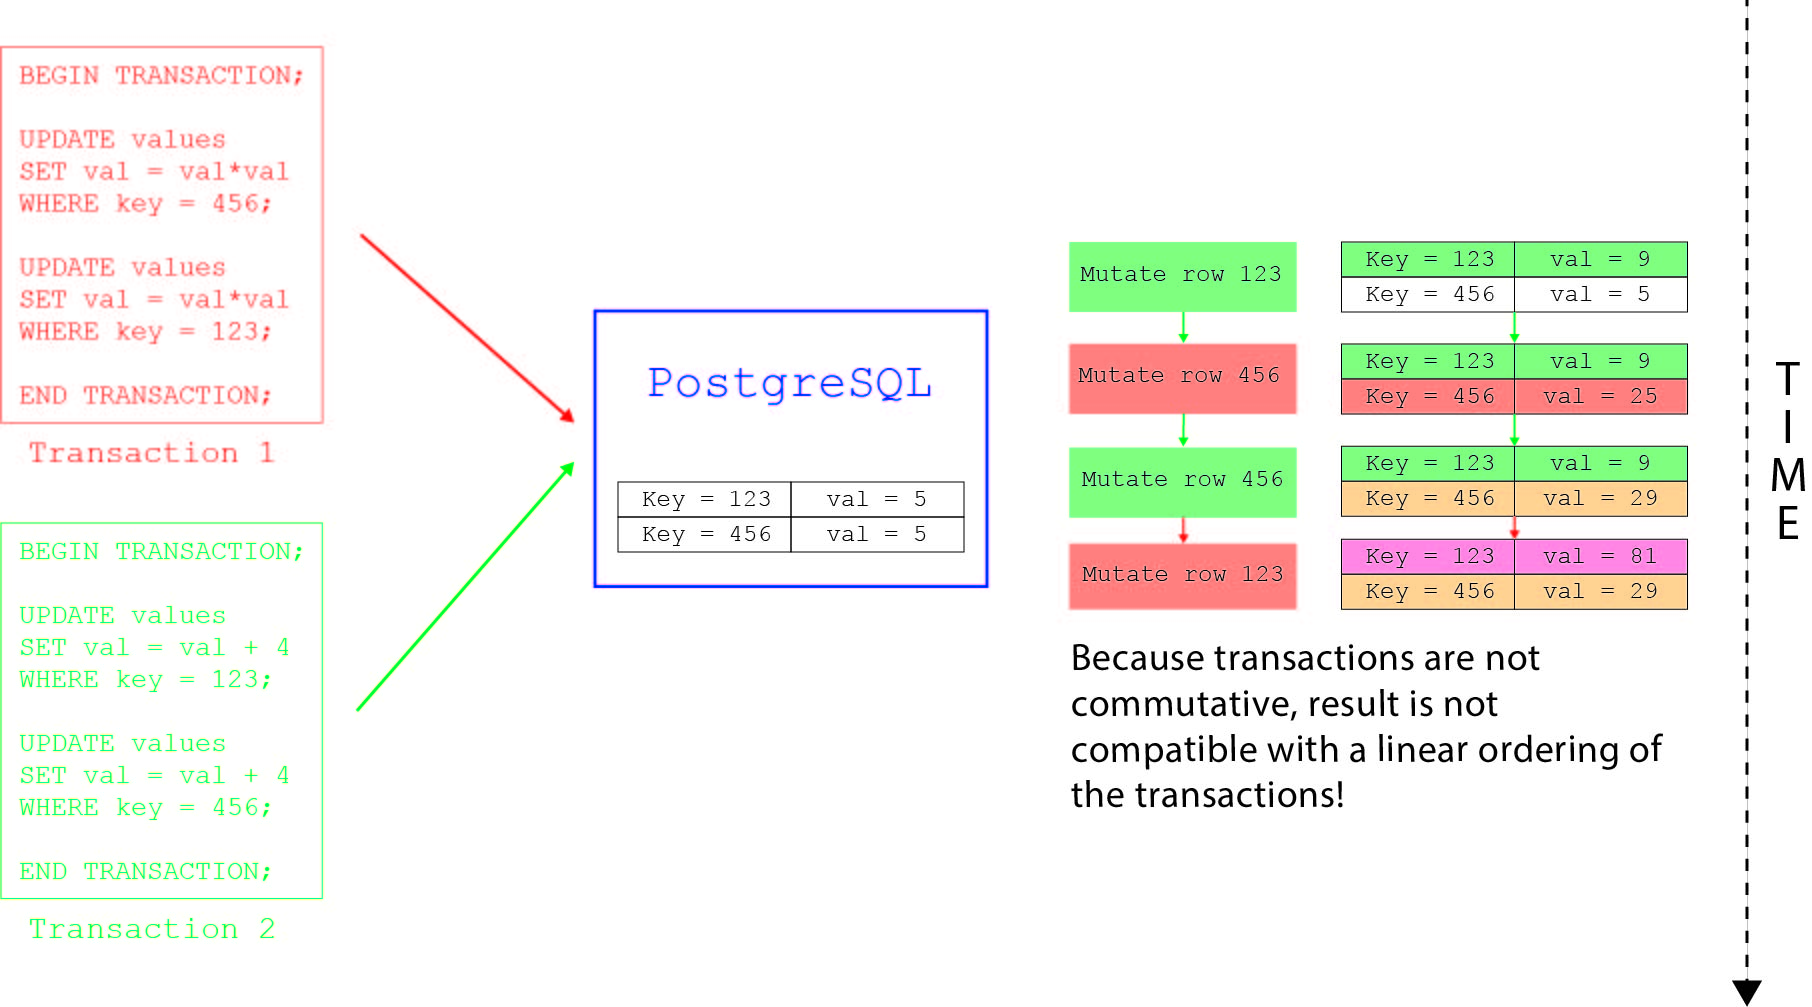 BEGIN TRANSACTION;
UPDATE values
SET val = val*val
WHERE key = 456;
UPDATE values
SET val = val*val
WHERE key = 123;
END TRANSACTION;
Transaction 1
BEGIN TRANSACTION;
UPDATE values
SET val = val + 4
WHERE key = 123;
UPDATE values
SET val = val + 4
WHERE key = 456;
END TRANSACTION;
Transaction 2
PostgreSQL
Key = 123 val = 5
Key = 456 val = 5
Mutate row 123
Mutate row 456
Mutate row 456
Mutate row 123
Key = 123 val = 9
Key = 456 val = 5
Key = 123 val = 9
Key = 456 val = 25
Key = 123 val = 9
Key = 456 val = 29
Key = 123 val = 81
Key = 456 val = 29
Because transactions are not
commutative, result is not
compatible with a linear ordering of
the transactions!
TIME